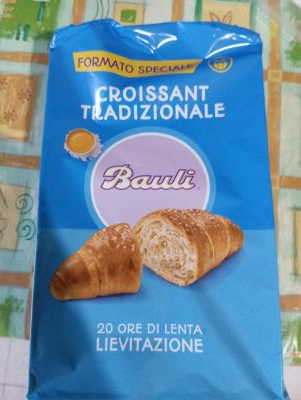 FORMATO SPECIALE
CROISSANT
TRADIZIONALE
Bauli
20 ORE DI LENTA
LIEVITAZIONE